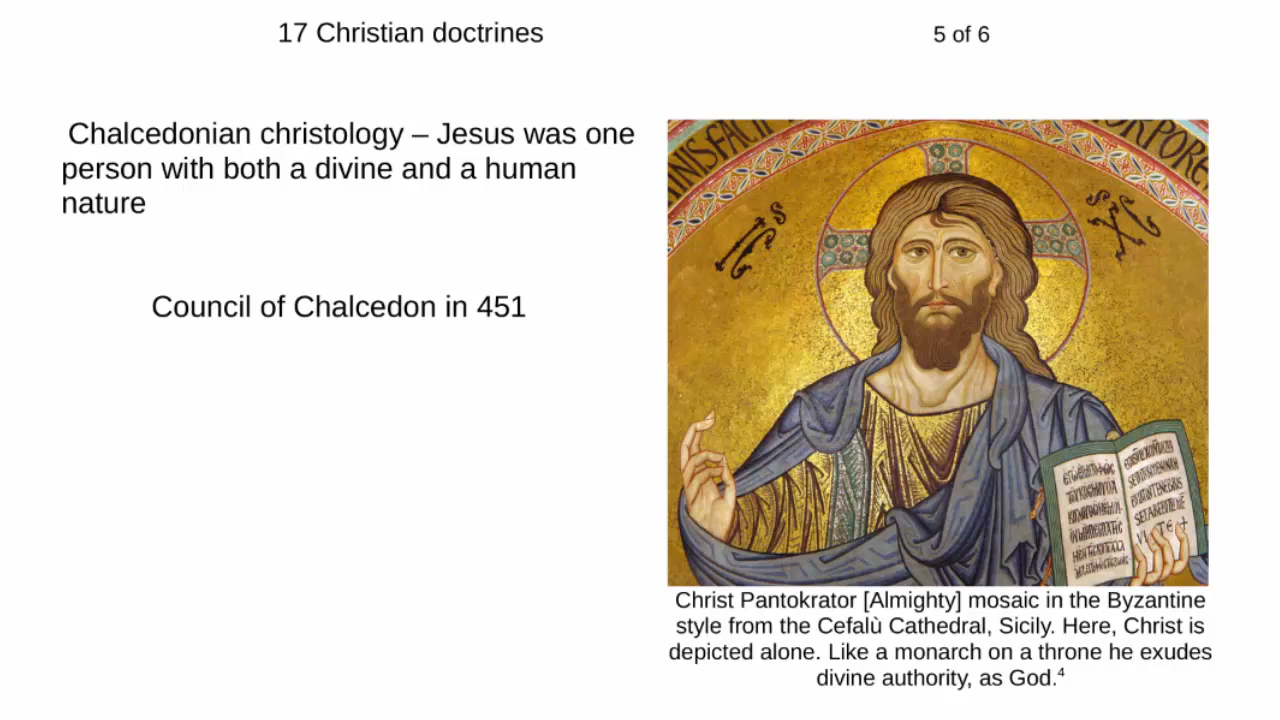 17 Christian doctrines
5 of 6
Chalcedonian christology – Jesus was one
person with both a divine and a human
nature
Council of Chalcedon in 451
Christ Pantokrator [Almighty] mosaic in the Byzantine
style from the Cefalù Cathedral, Sicily. Here, Christ is
depicted alone. Like a monarch on a throne he exudes
divine authority, as God.⁴